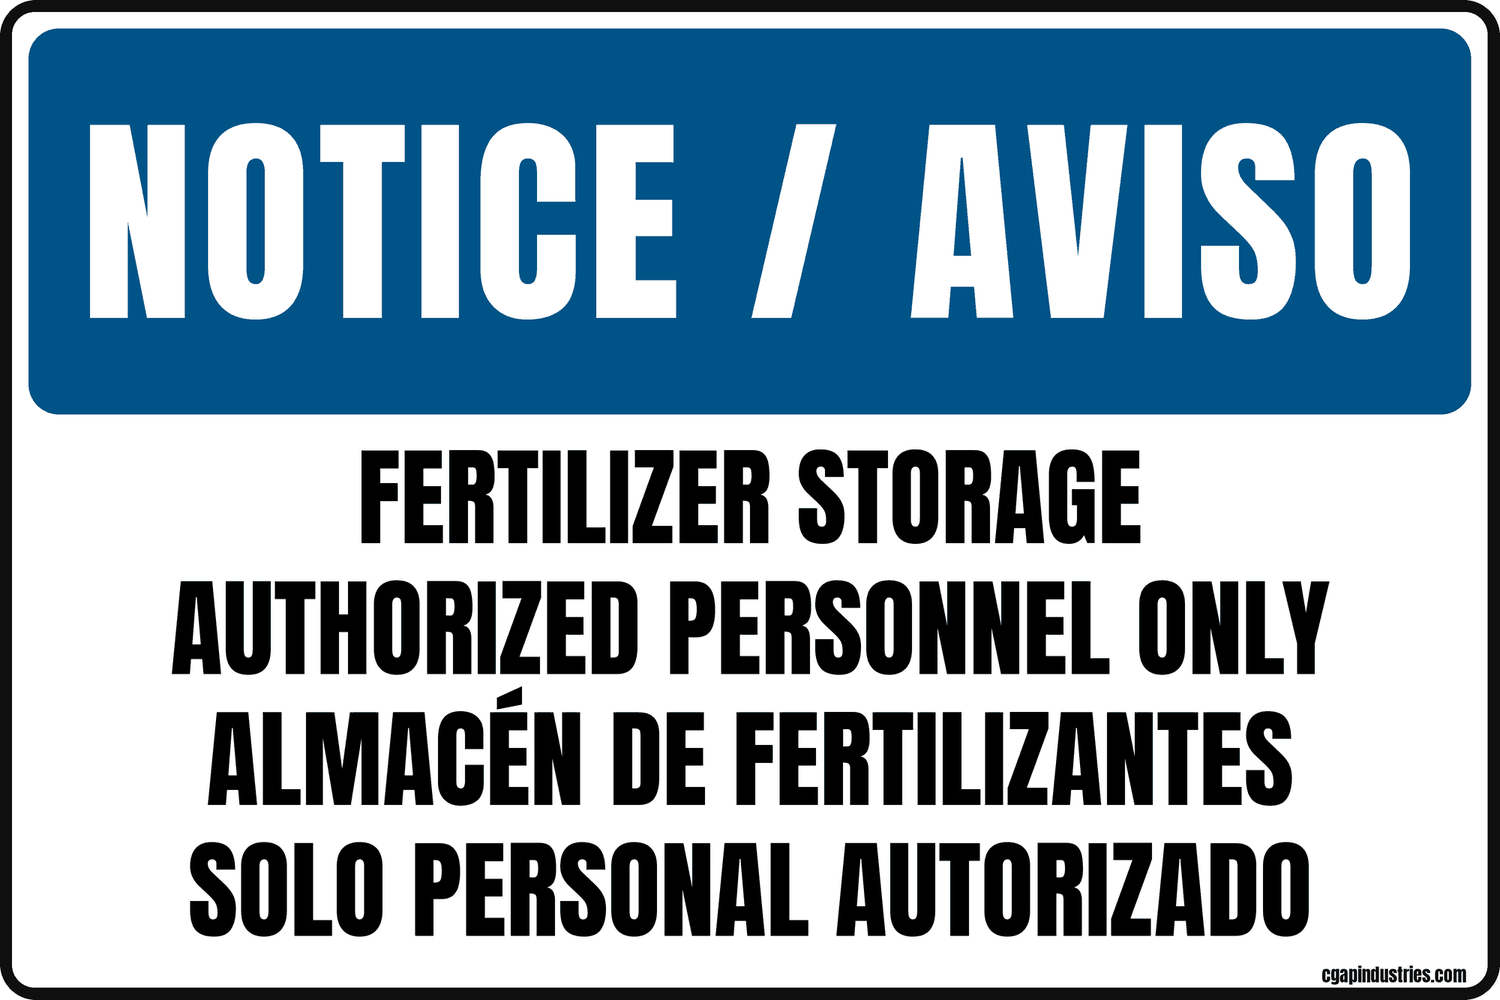 NOTICE / AVISO
FERTILIZER STORAGE
AUTHORIZED PERSONNEL ONLY
ALMACÉN DE FERTILIZANTES
SOLO PERSONAL AUTORIZADO
cgapindustries.com